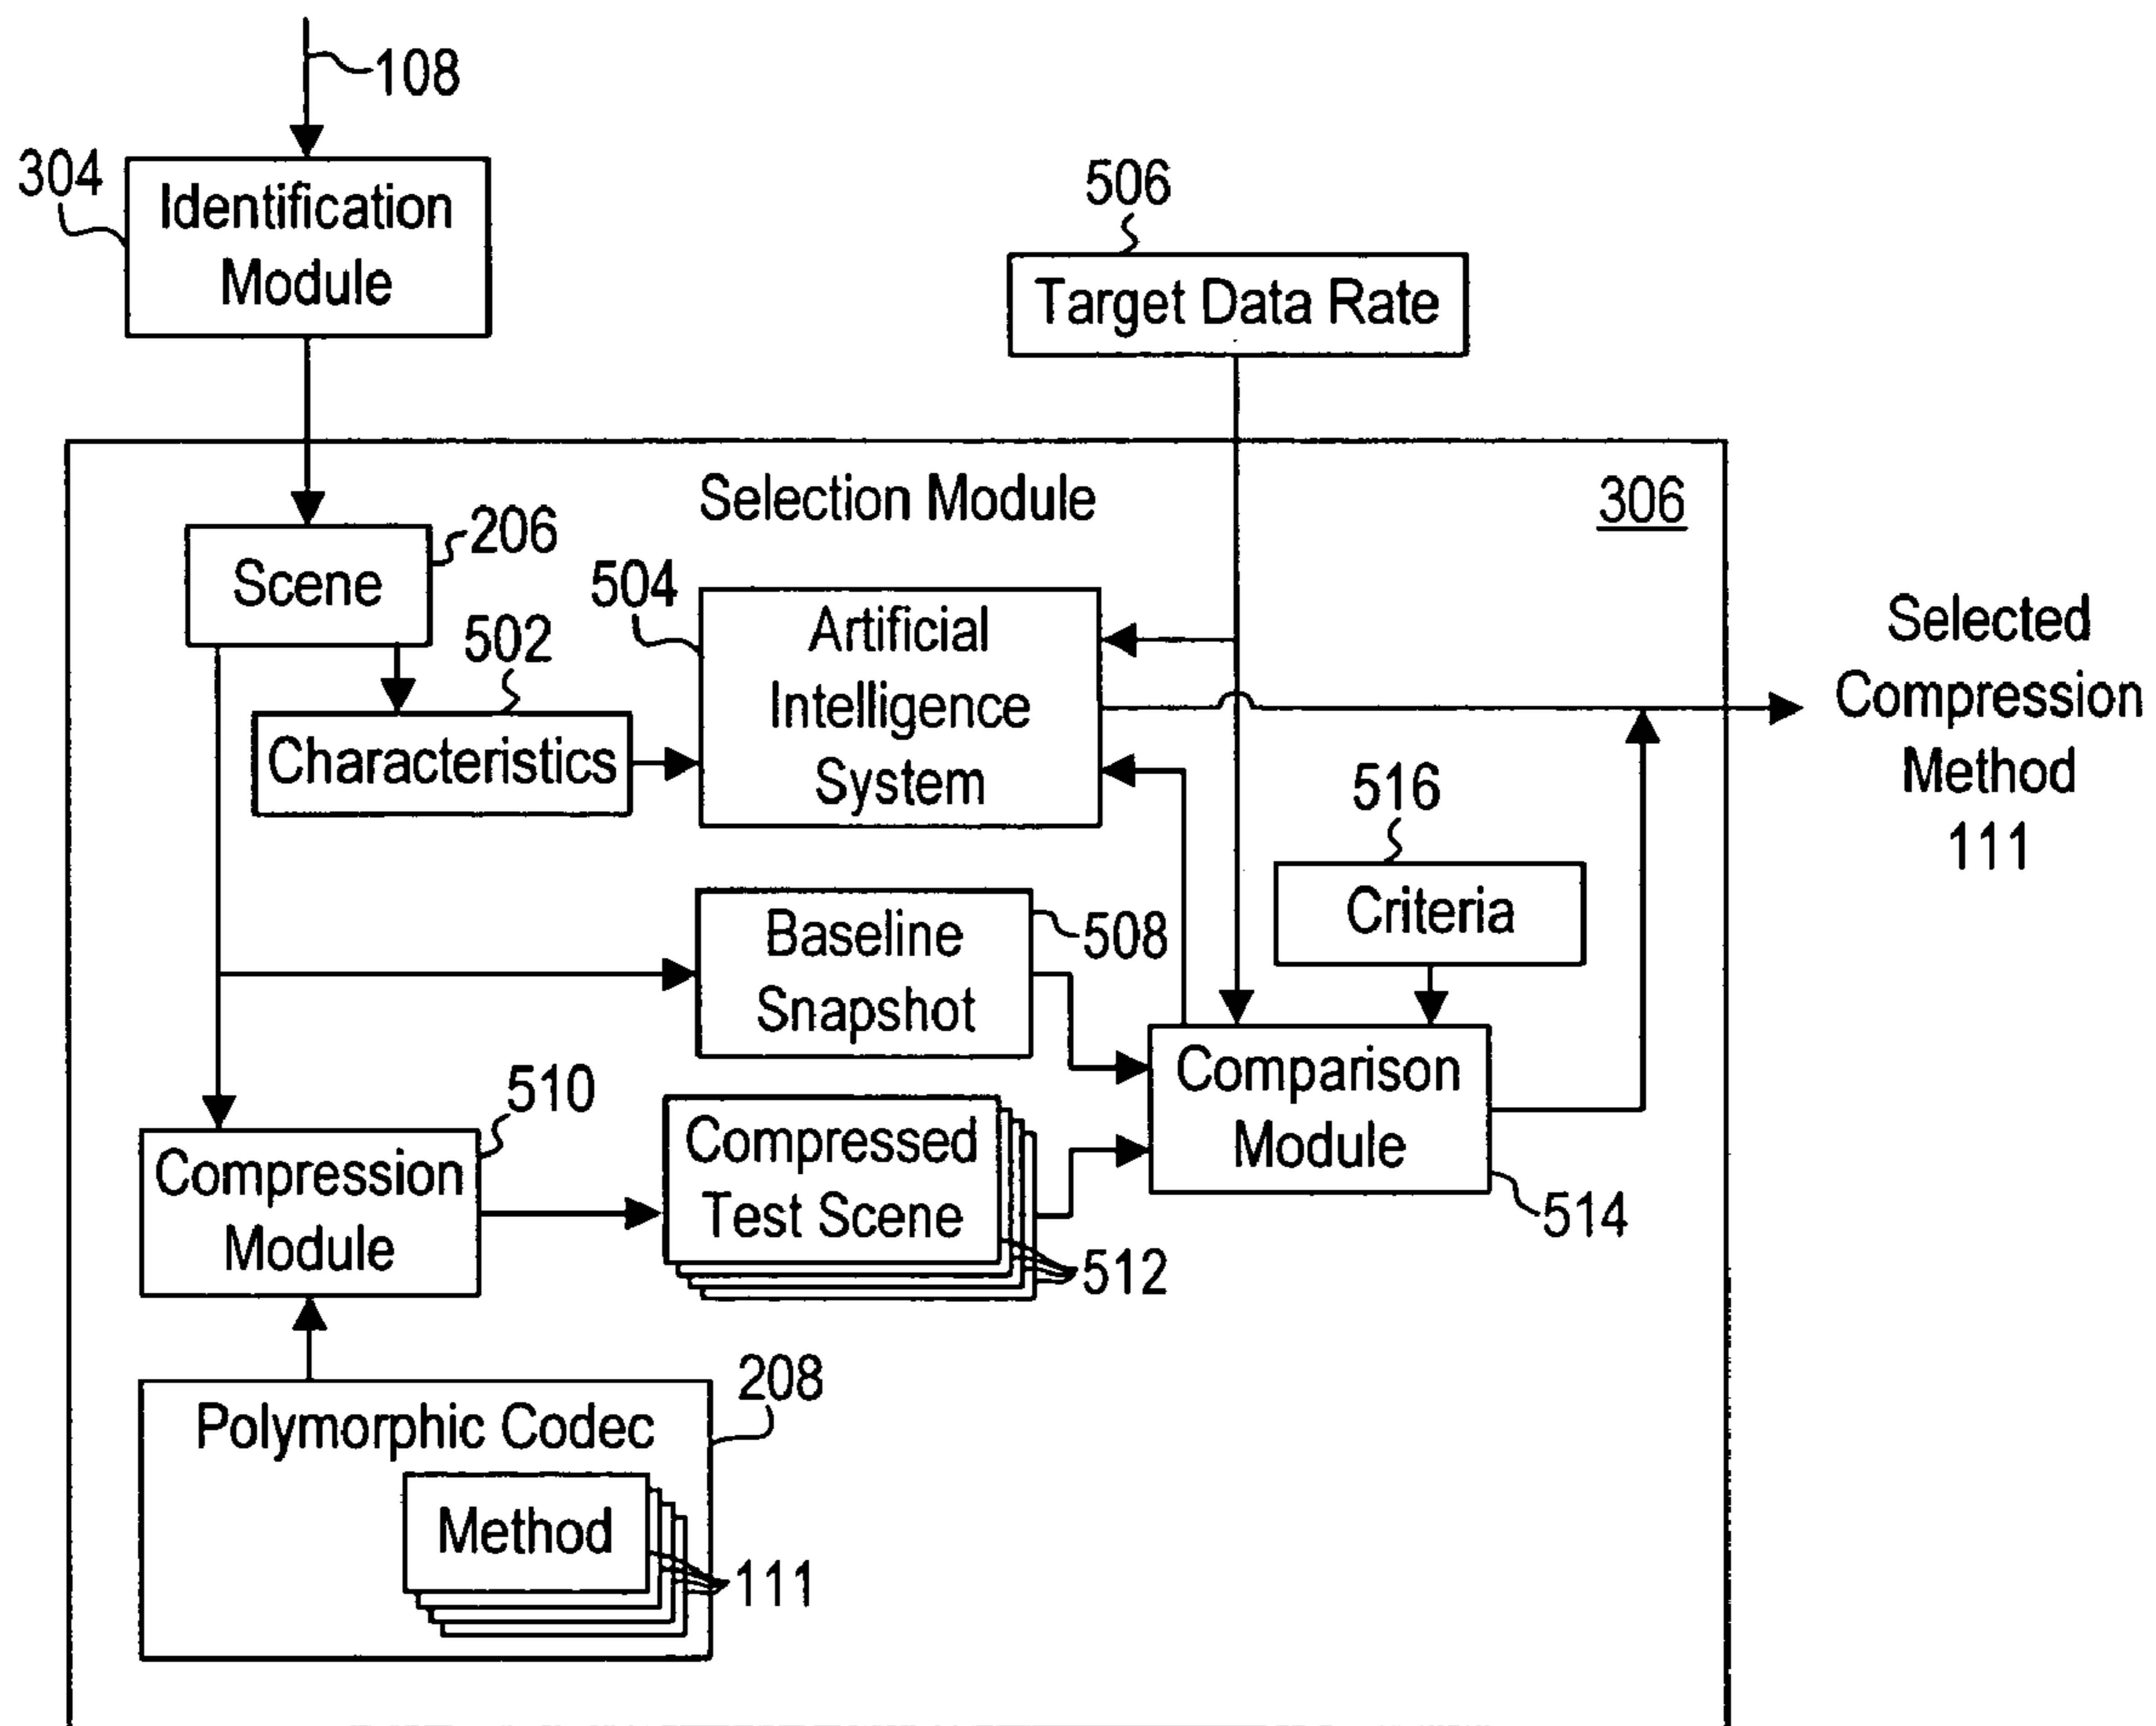 108
304
Identification
Module
506
Target Data Rate
Selection Module
306
Scene
206
502
Characteristics
504
Artificial
Intelligence
System
Selected
Compression
Method
111
516
Criteria
Baseline
Snapshot
508
Comparison
Module
514
510
Compression
Module
Compressed
Test Scene
512
208
Polymorphic Codec
Method
111